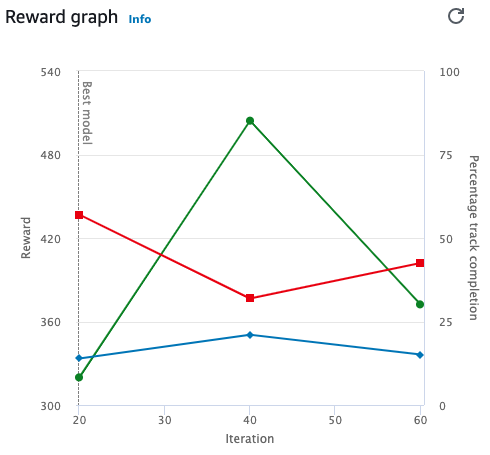 Reward graph Info
540
480
420
360
300
Reward
Best model
100
75
50
25
0
Percentage track completion
20 30 40 50 60
Iteration